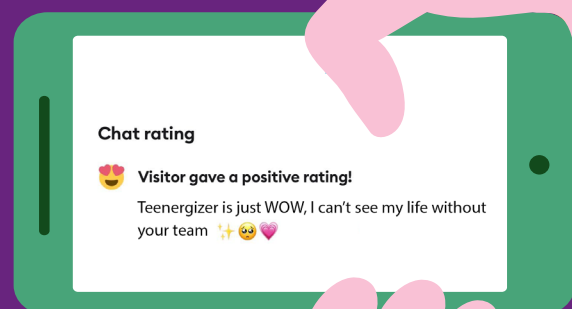 Chat rating
😍 Visitor gave a positive rating!
Teenergizer is just WOW, I can’t see my life without
your team ✨🥺💗